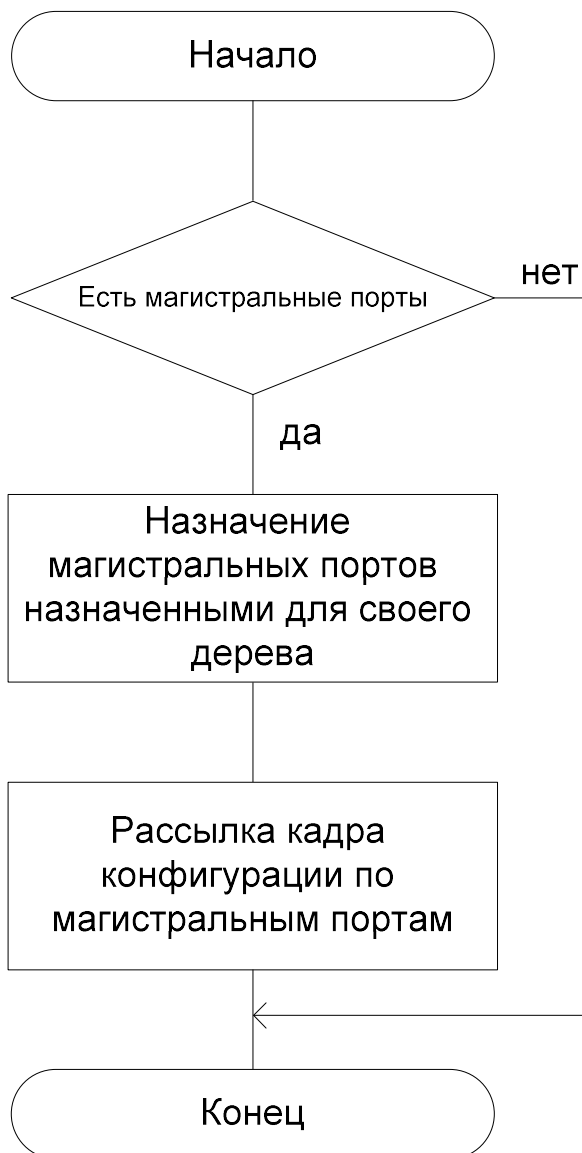 Начало
Есть магистральные порты
нет
да
Назначение
магистральных портов
назначенными для своего
дерева
Рассылка кадра
конфигурации по
магистральным портам
Конец